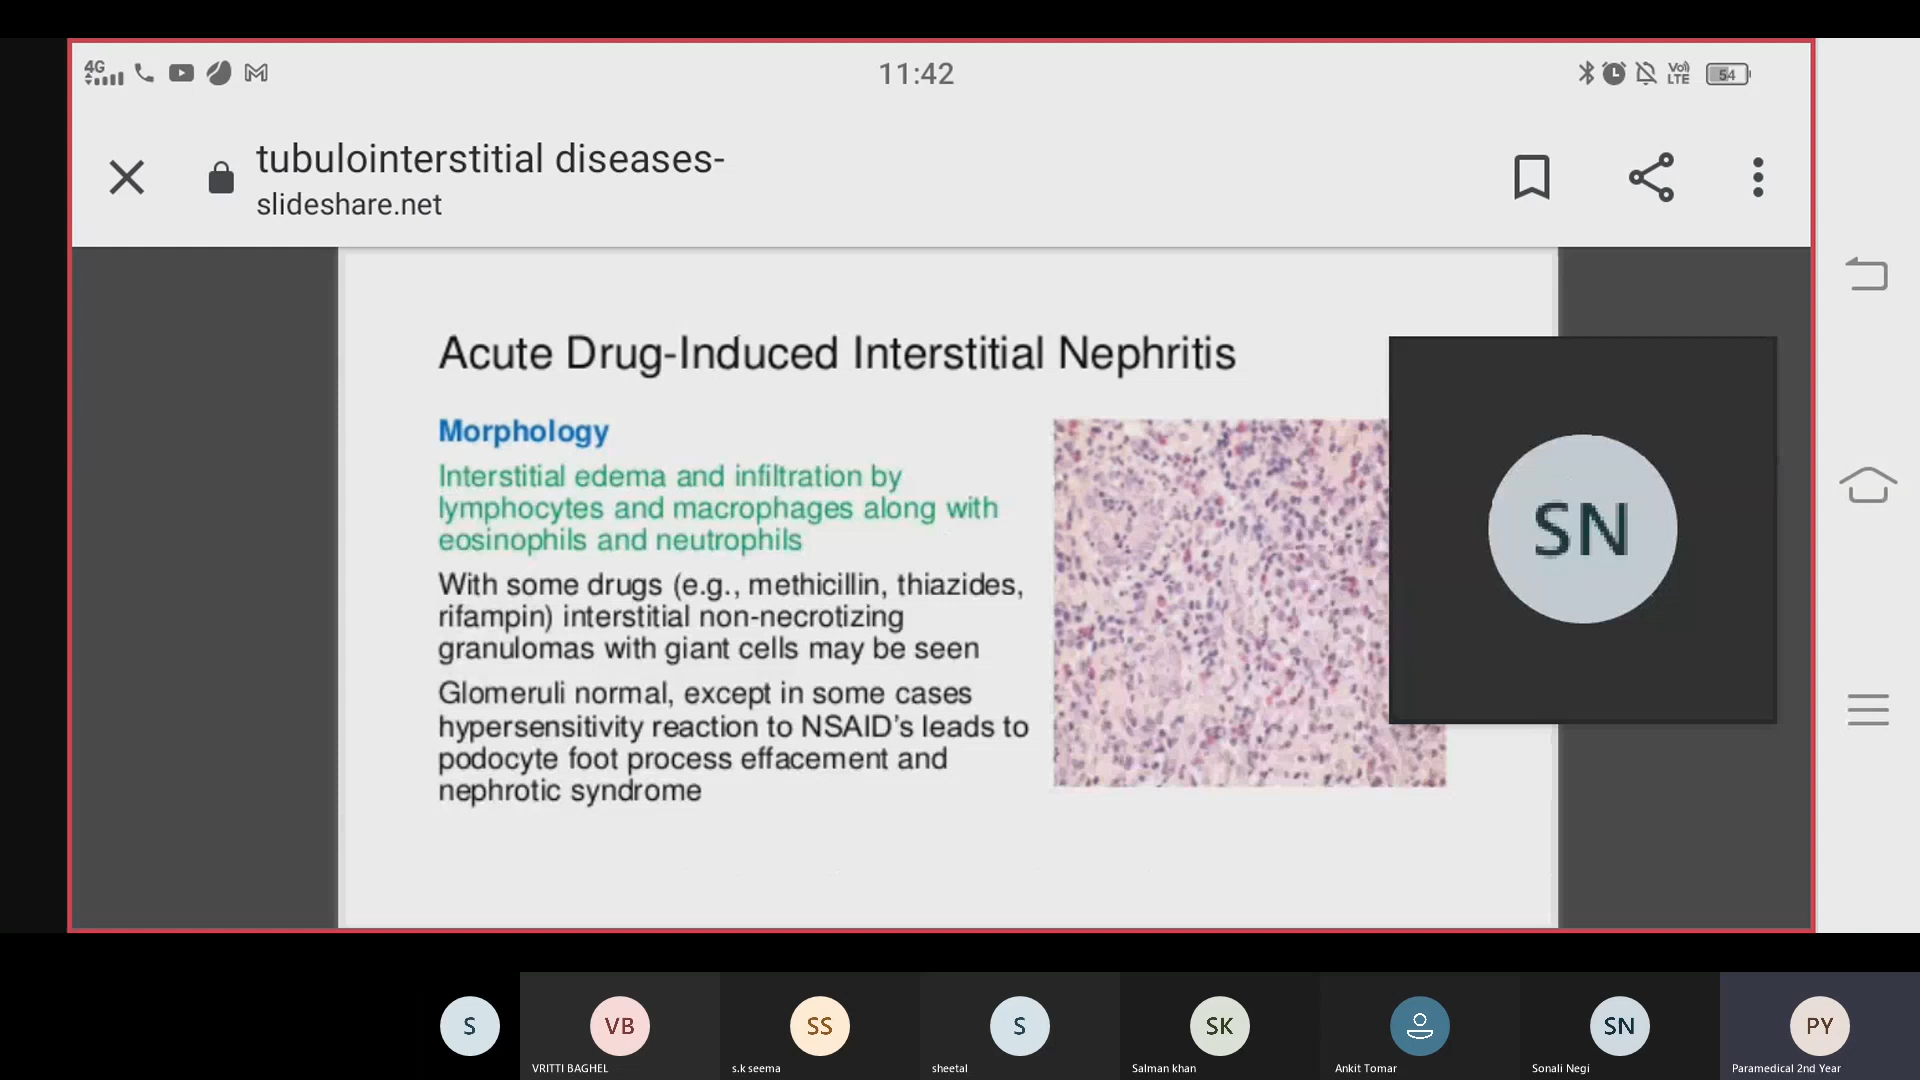 4G
11:42
Vo))
LTE
54
tubulointerstitial diseases-
slideshare.net
Acute Drug-Induced Interstitial Nephritis
Morphology
Interstitial edema and infiltration by
lymphocytes and macrophages along with
eosinophils and neutrophils
With some drugs (e.g., methicillin, thiazides,
rifampin) interstitial non-necrotizing
granulomas with giant cells may be seen
Glomeruli normal, except in some cases
hypersensitivity reaction to NSAID's leads to
podocyte foot process effacement and
nephrotic syndrome
SN
S
VB
SS
S
SK
SN
PY
VRITTI BAGHEL
s.k seema
sheetal
Salman khan
Ankit Tomar
Sonali Negi
Paramedical 2nd Year